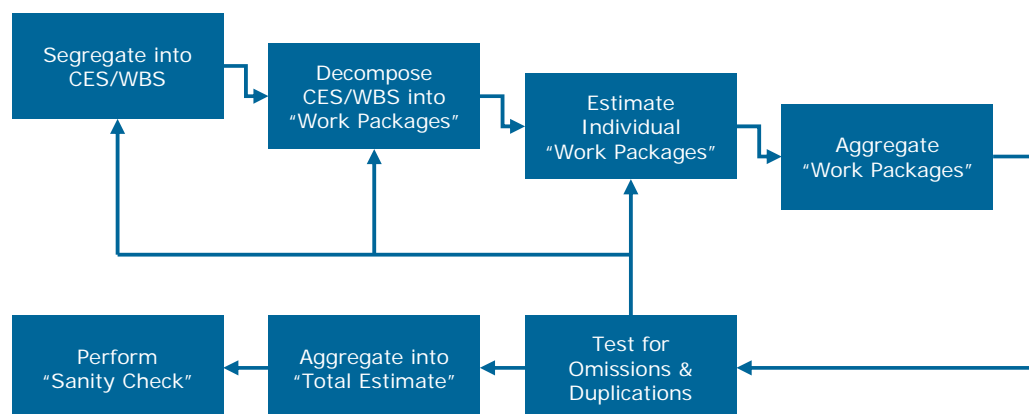 Segregate into
CES/WBS
Decompose
CES/WBS into
“Work Packages”
Estimate
Individual
“Work Packages”
Aggregate
“Work Packages”
Perform
“Sanity Check”
Aggregate into
“Total Estimate”
Test for
Omissions &
Duplications